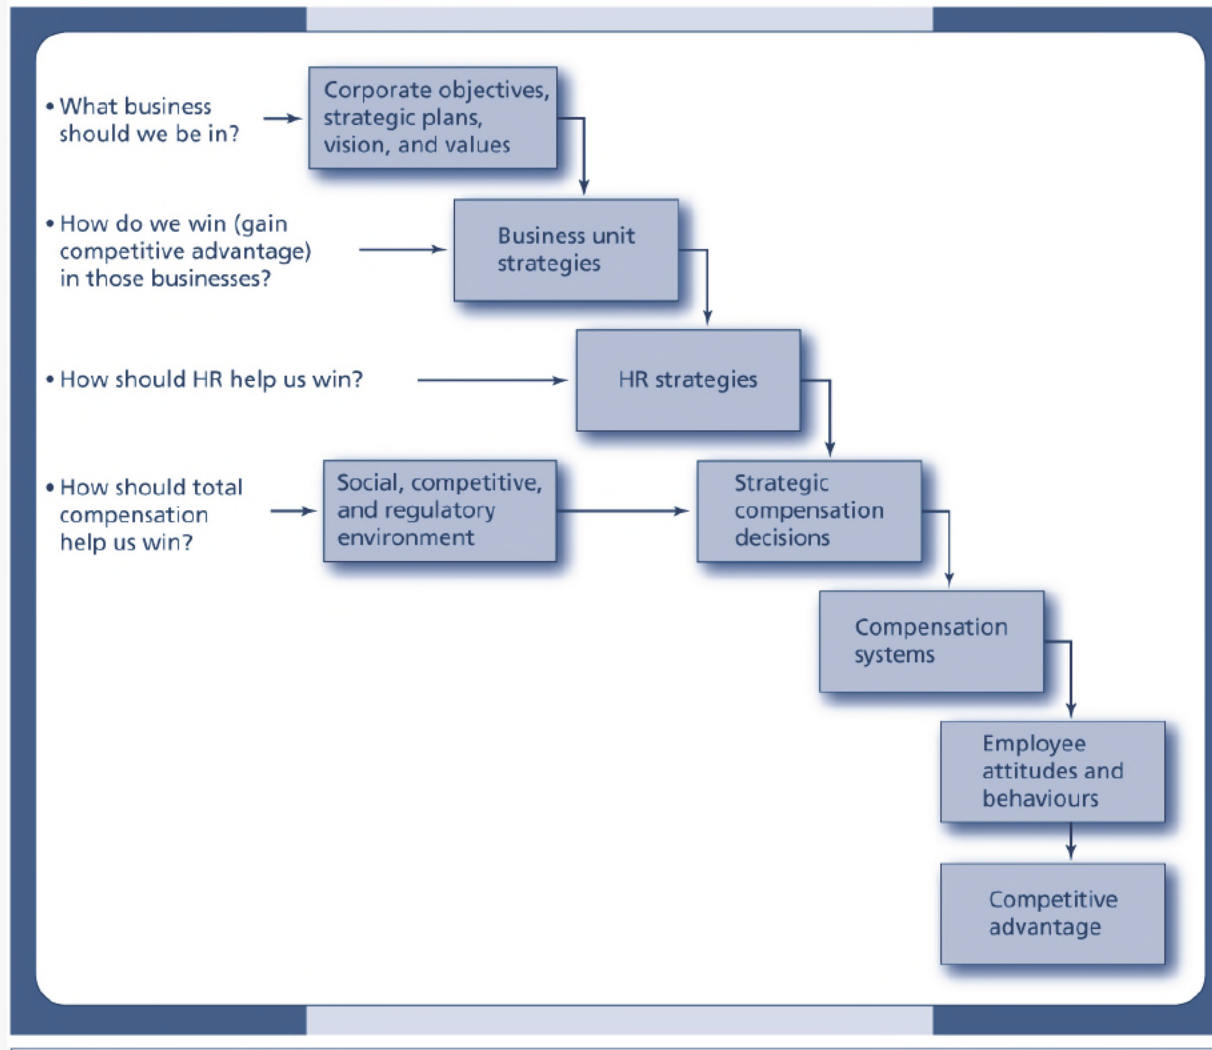 • What business
should we be in?
Corporate objectives,
strategic plans,
vision, and values
• How do we win (gain
competitive advantage)
in those businesses?
Business unit
strategies
• How should HR help us win?
HR strategies
• How should total
compensation
help us win?
Social, competitive,
and regulatory
environment
Strategic
compensation
decisions
Compensation
systems
Employee
attitudes and
behaviours
Competitive
advantage